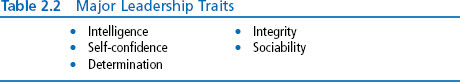 Table 2.2 Major Leadership Traits
• Intelligence • Integrity
• Self-confidence • Sociability
• Determination